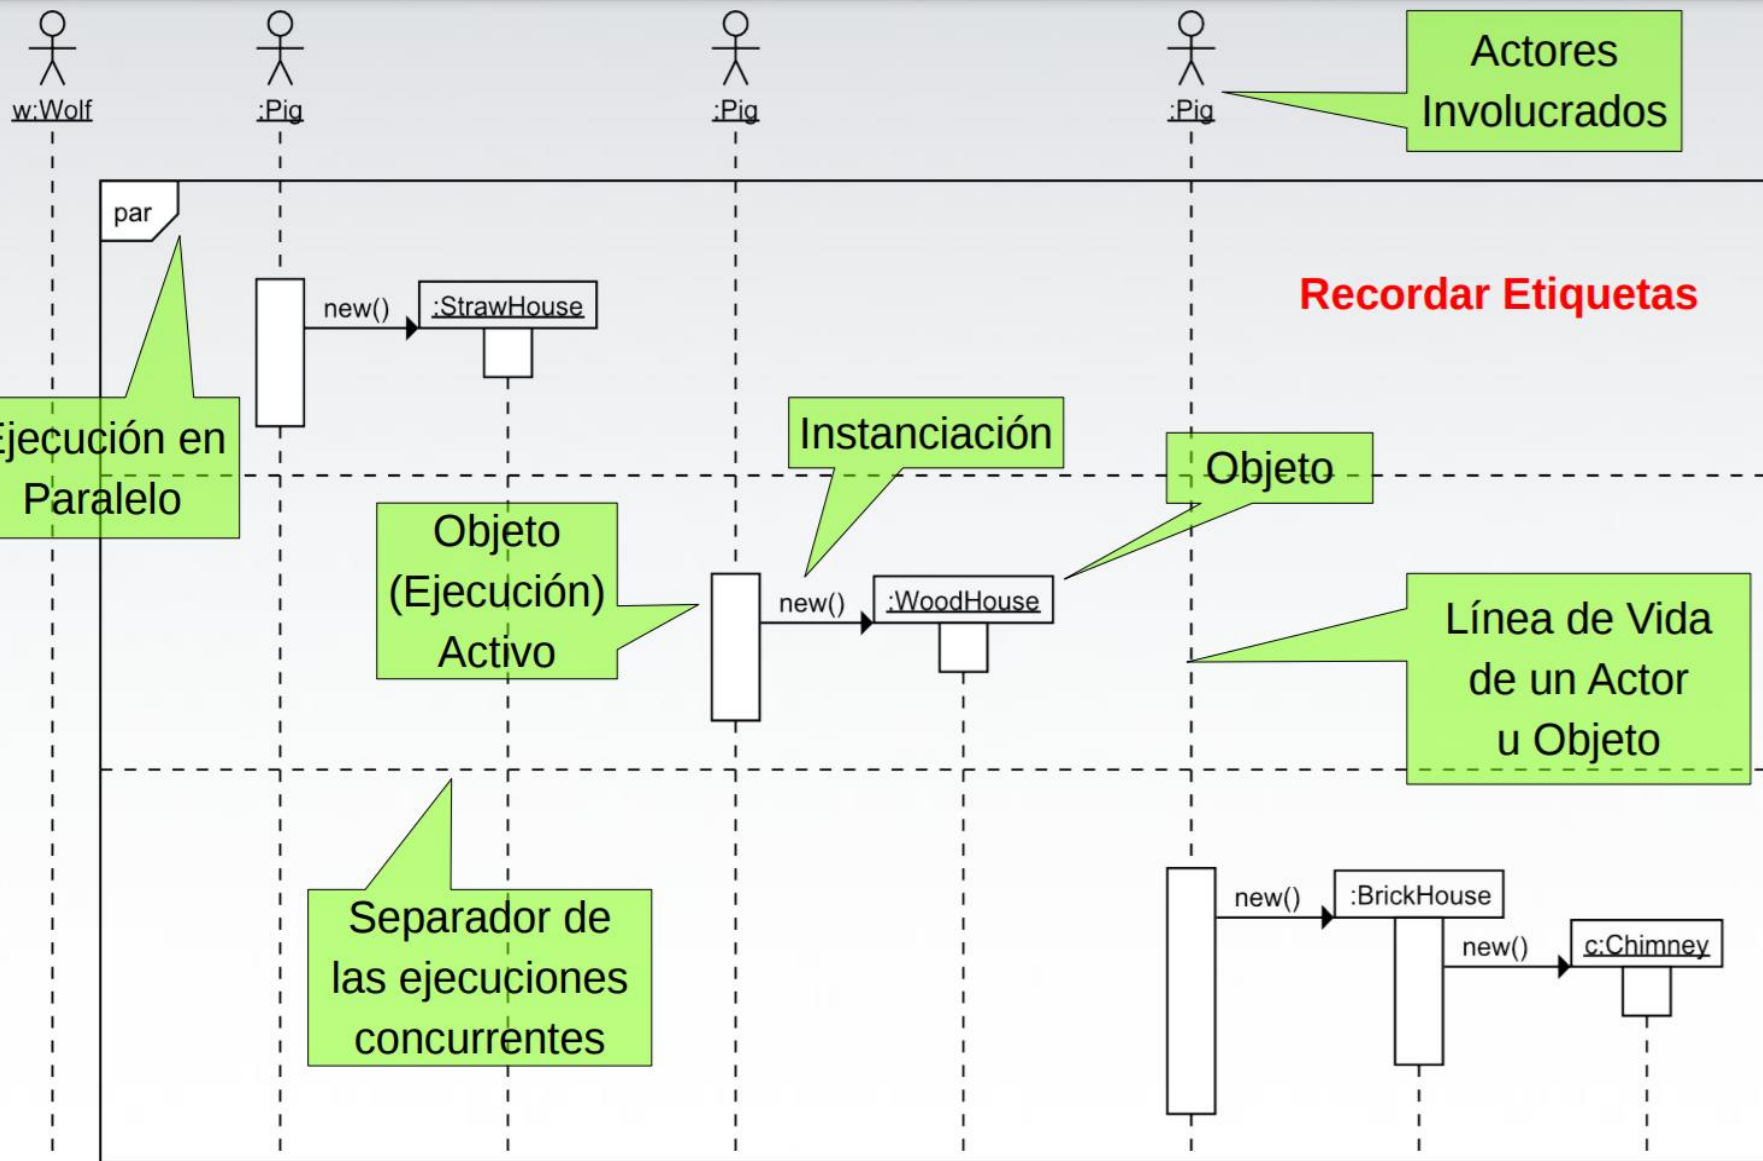 w:Wolf
:Pig
:Pig
:Pig
Actores
Involucrados
par
new()
:StrawHouse
Recordar Etiquetas
Ejecución en
Paralelo
Instanciación
Objeto
Objeto
(Ejecución)
Activo
new()
:WoodHouse
Línea de Vida
de un Actor
u Objeto
Separador de
las ejecuciones
concurrentes
new()
:BrickHouse
new()
c:Chimney